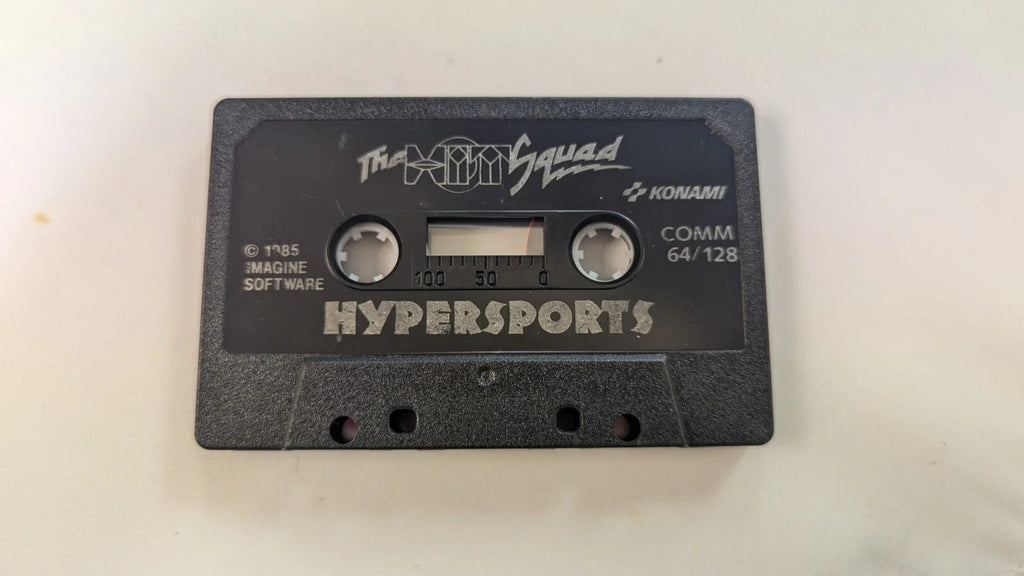 The HIT Squad
KONAMI
COMM
64/128
© 1985
IMAGINE
SOFTWARE
100 50 0
HYPERSPORTS